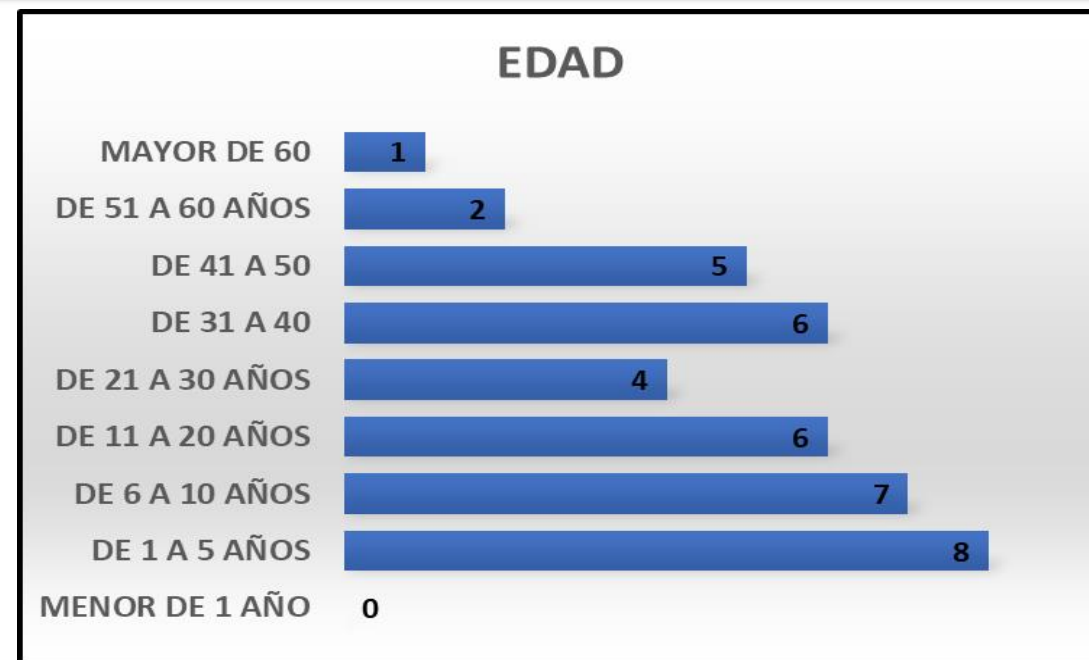 EDAD
MAYOR DE 60 1
DE 51 A 60 AÑOS 2
DE 41 A 50 5
DE 31 A 40 6
DE 21 A 30 AÑOS 4
DE 11 A 20 AÑOS 6
DE 6 A 10 AÑOS 7
DE 1 A 5 AÑOS 8
MENOR DE 1 AÑO 0